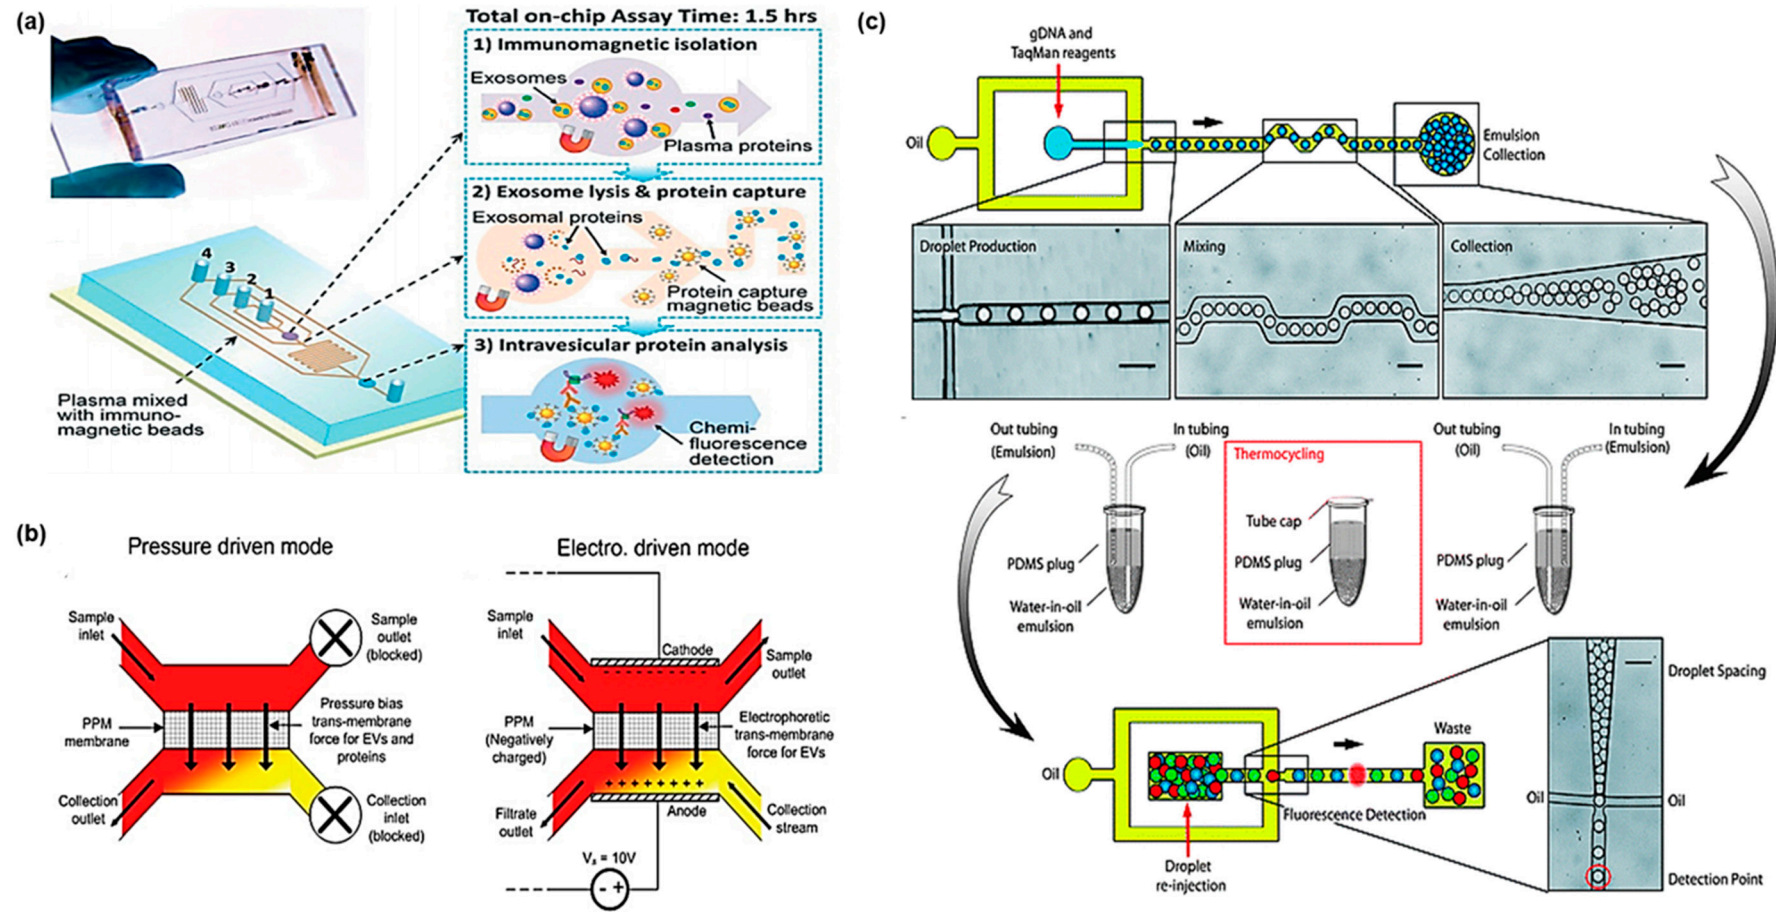 (a)
Total on-chip Assay Time: 1.5 hrs
1) Immunomagnetic isolation
Exosomes
Plasma proteins
2) Exosome lysis & protein capture
Exosomal proteins
Protein capture
magnetic beads
3) Intravesicular protein analysis
Chemi-
fluorescence
detection
4
3
2
1
Plasma mixed
with immuno-
magnetic beads
(b)
Pressure driven mode
Sample
inlet
Sample
outlet
(blocked)
PPM
membrane
Pressure bias
trans-membrane
force for EVs and
proteins
Collection
outlet
Collection
inlet
(blocked)
Electro. driven mode
Sample
inlet
Cathode
Sample
outlet
PPM
(Negatively
charged)
Electrophoretic
trans-membrane
force for EVs
Filtrate
outlet
Anode
Collection
stream
Vₐ = 10V
- +
(c)
gDNA and
TaqMan reagents
Oil
Emulsion
Collection
Droplet Production
Mixing
Collection
Out tubing
(Emulsion)
In tubing
(Oil)
PDMS plug
Water-in-oil
emulsion
Thermocycling
Tube cap
PDMS plug
Water-in-oil
emulsion
Out tubing
(Oil)
In tubing
(Emulsion)
PDMS plug
Water-in-oil
emulsion
Oil
Waste
Fluorescence Detection
Droplet
re-injection
Droplet Spacing
Oil
Oil
Detection Point